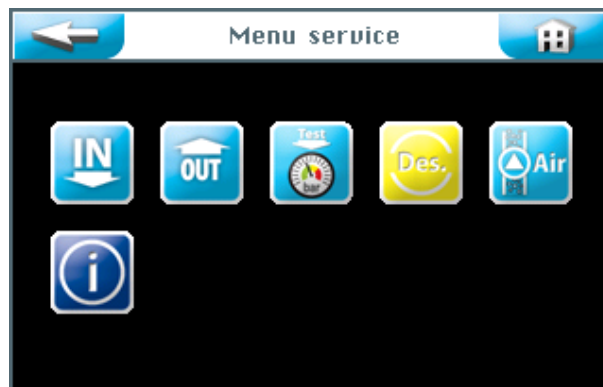 Menu service
IN
OUT
Test
bar
Des.
Air
i